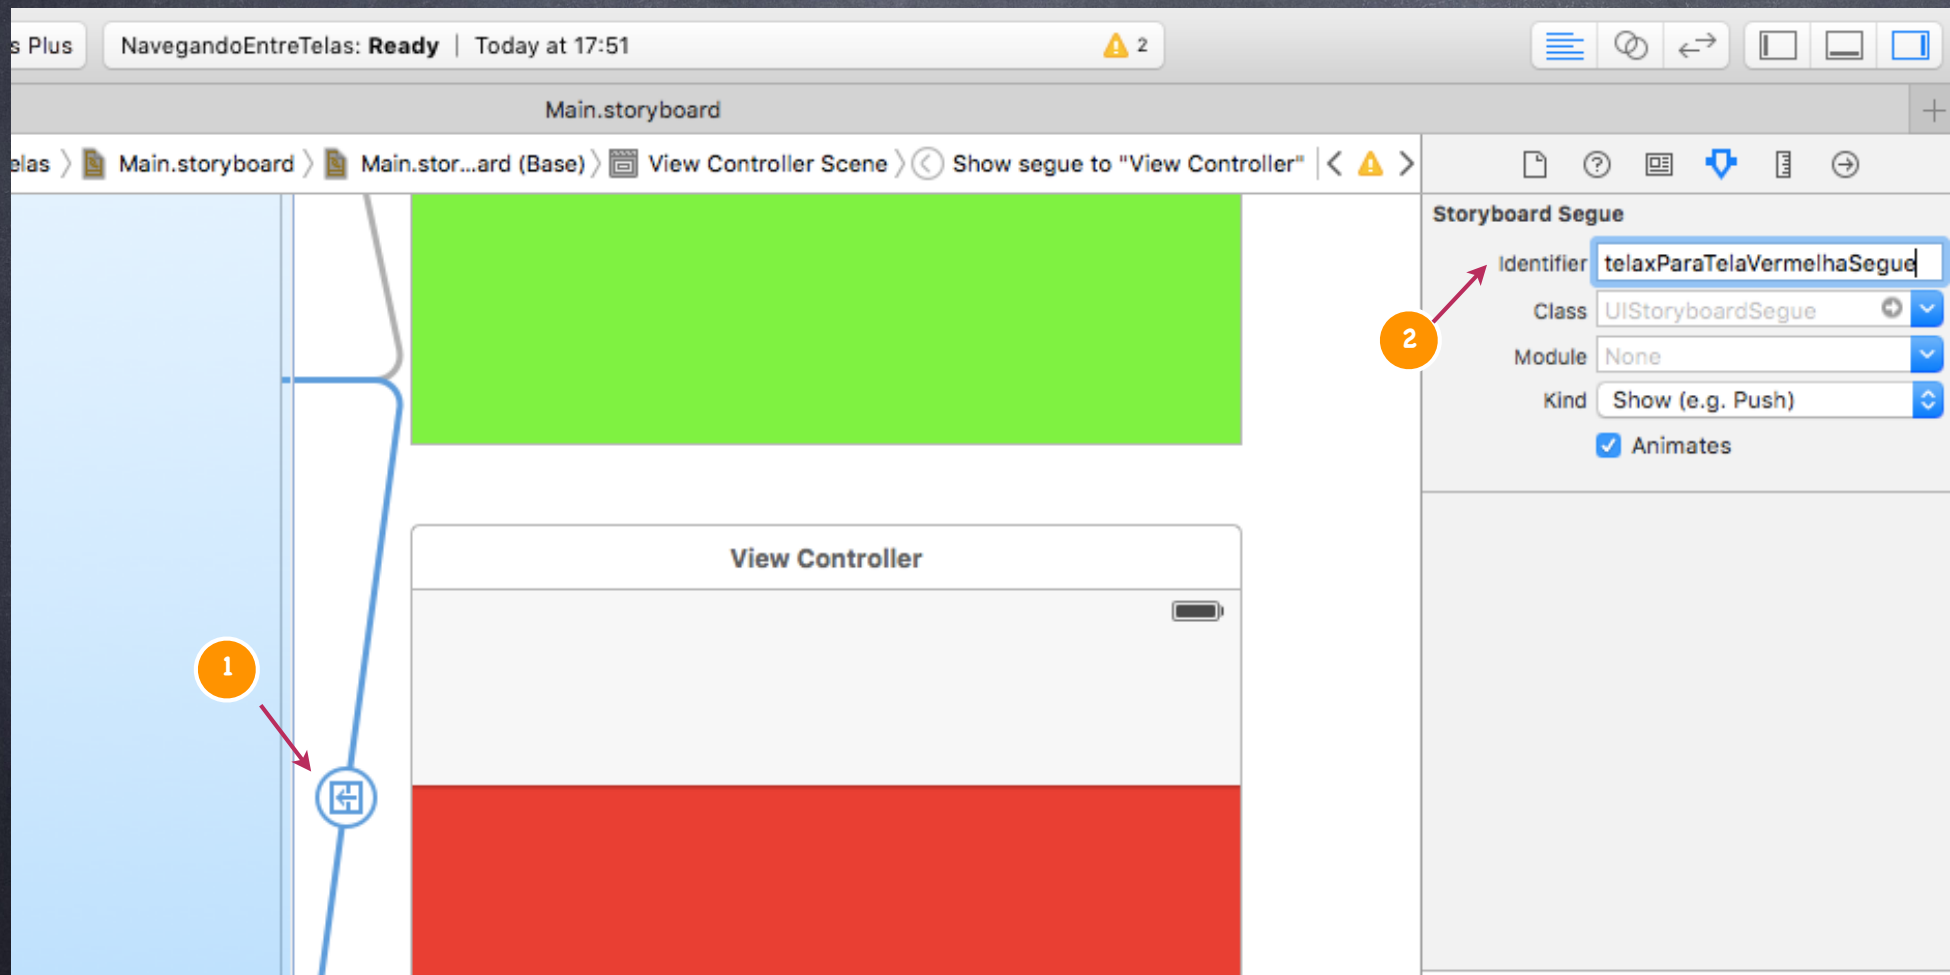 s Plus
NavegandoEntreTelas: Ready | Today at 17:51
2
Main.storyboard
elas 〉 Main.storyboard 〉 Main.stor...ard (Base) 〉 View Controller Scene 〉 Show segue to "View Controller"
Storyboard Segue
Identifier telaxParaTelaVermelhaSegue
Class UIStoryboardSegue
2
Module None
Kind Show (e.g. Push)
Animates
View Controller
1